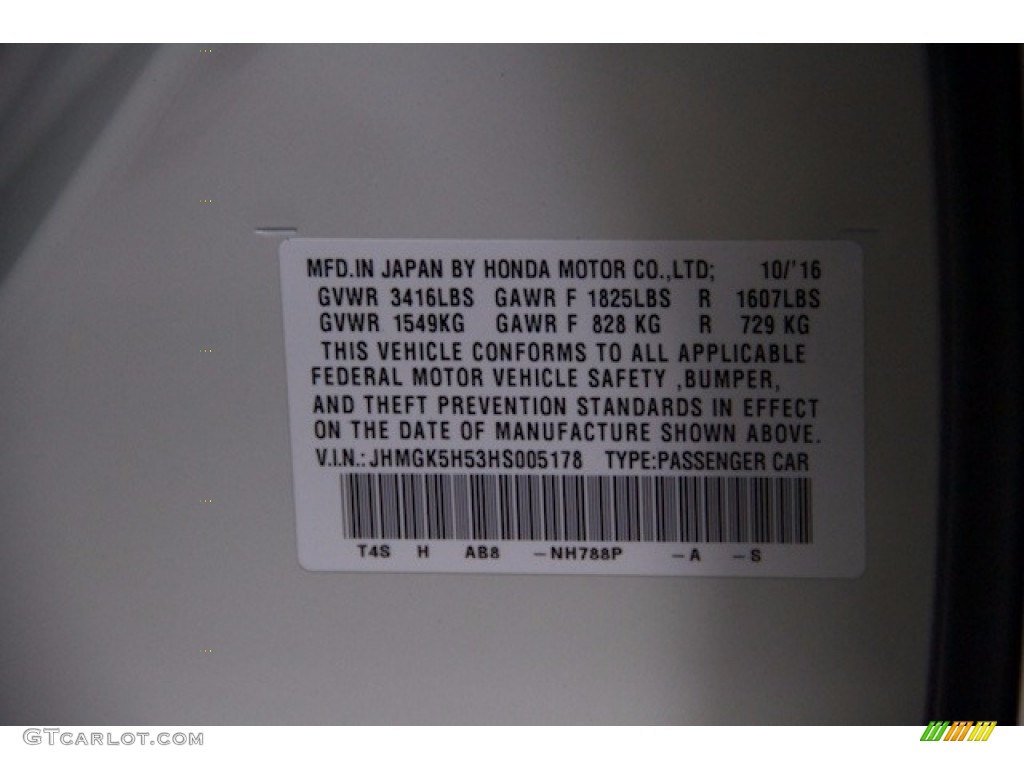 MFD.IN JAPAN BY HONDA MOTOR CO.,LTD; 10/'16
GVWR 3416LBS GAWR F 1825LBS R 1607LBS
GVWR 1549KG GAWR F 828 KG R 729 KG
THIS VEHICLE CONFORMS TO ALL APPLICABLE
FEDERAL MOTOR VEHICLE SAFETY ,BUMPER,
AND THEFT PREVENTION STANDARDS IN EFFECT
ON THE DATE OF MANUFACTURE SHOWN ABOVE.
V.I.N.:JHMGK5H53HS005178 TYPE:PASSENGER CAR
T4S H AB8 -NH788P -A -S
GTCarlot.com